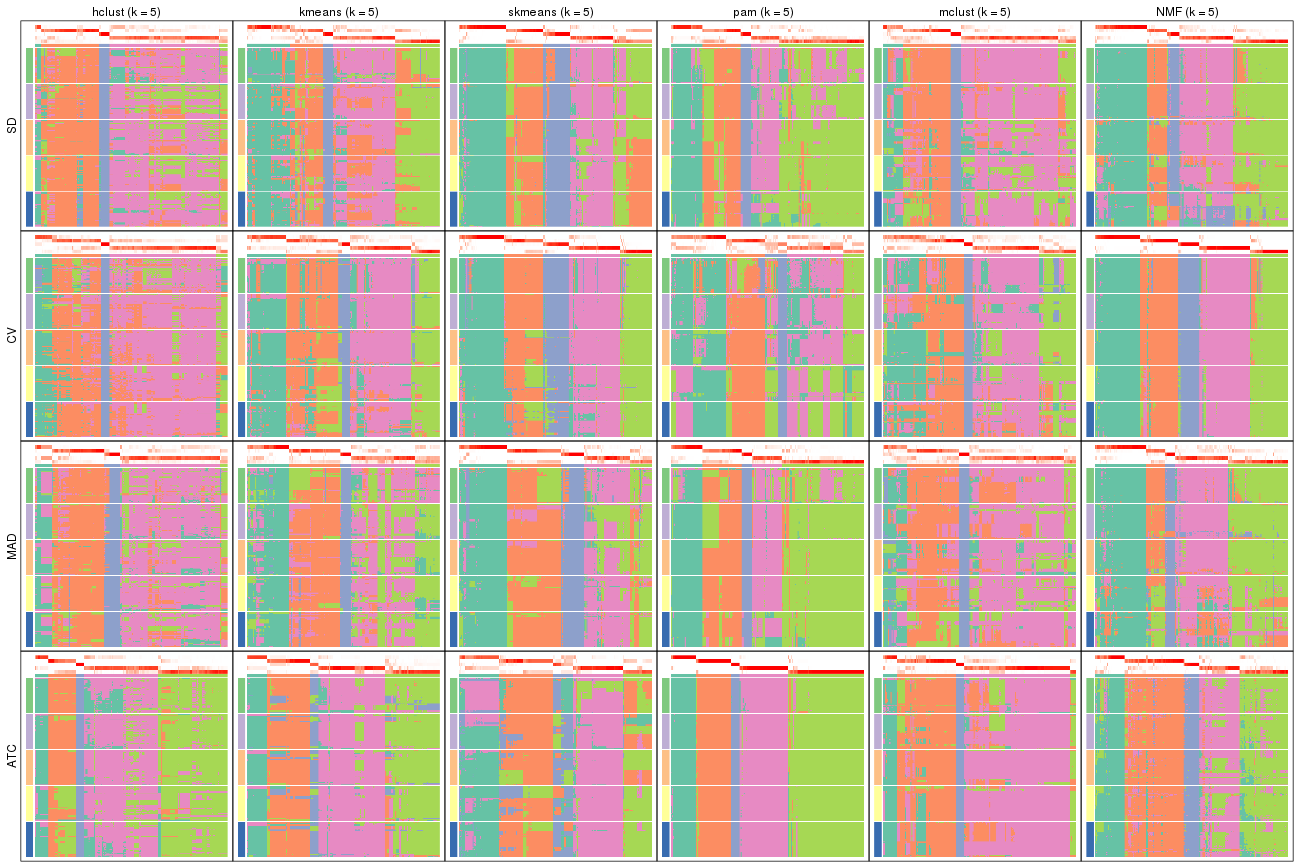 hclust (k = 5) kmeans (k = 5) skmeans (k = 5) pam (k = 5) mclust (k = 5) NMF (k = 5)
SD
CV
MAD
ATC